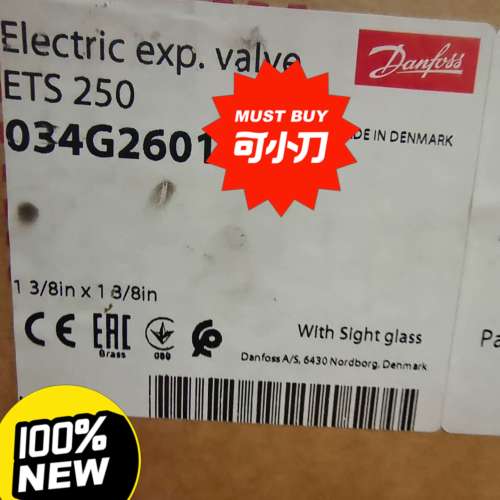 Electric exp. valve
Danfoss
ETS 250
MUST BUY
可小刀
034G2601
DE IN DENMARK
1 3/8in x 1 3/8in
CE EAC
Brass
080
With Sight glass
Danfoss A/S, 6430 Nordborg, Denmark
Pa
100%
NEW